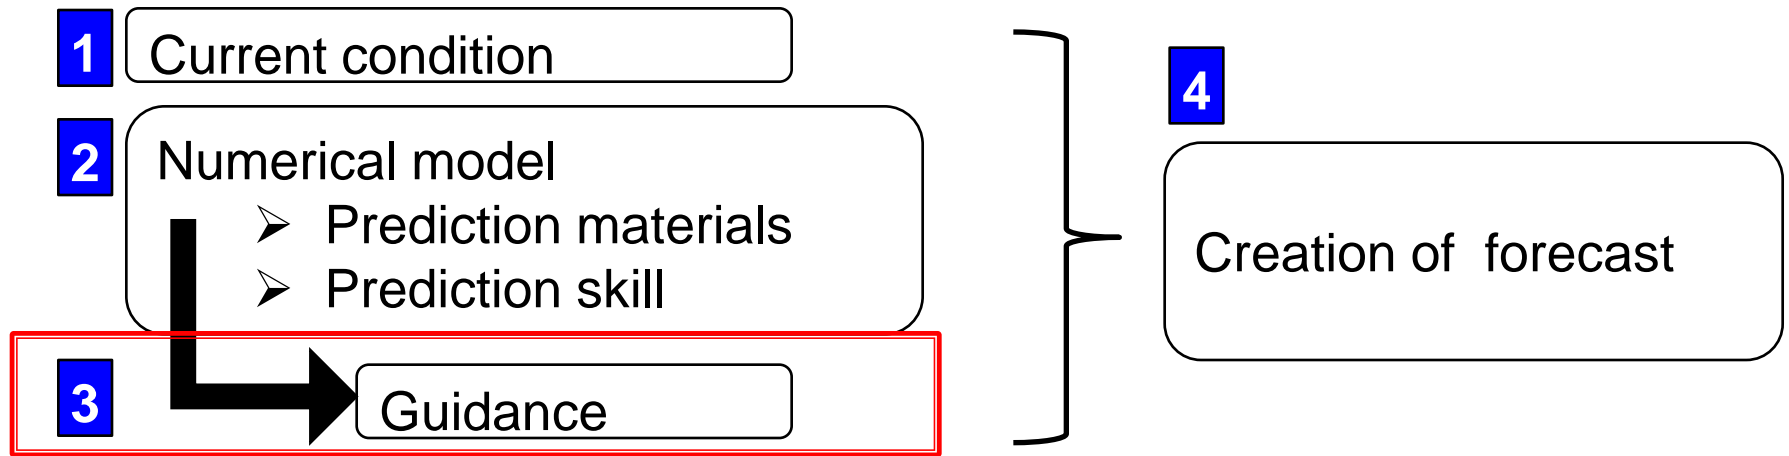 1 Current condition
2 Numerical model
➢ Prediction materials
➢ Prediction skill
3 Guidance
4
Creation of forecast